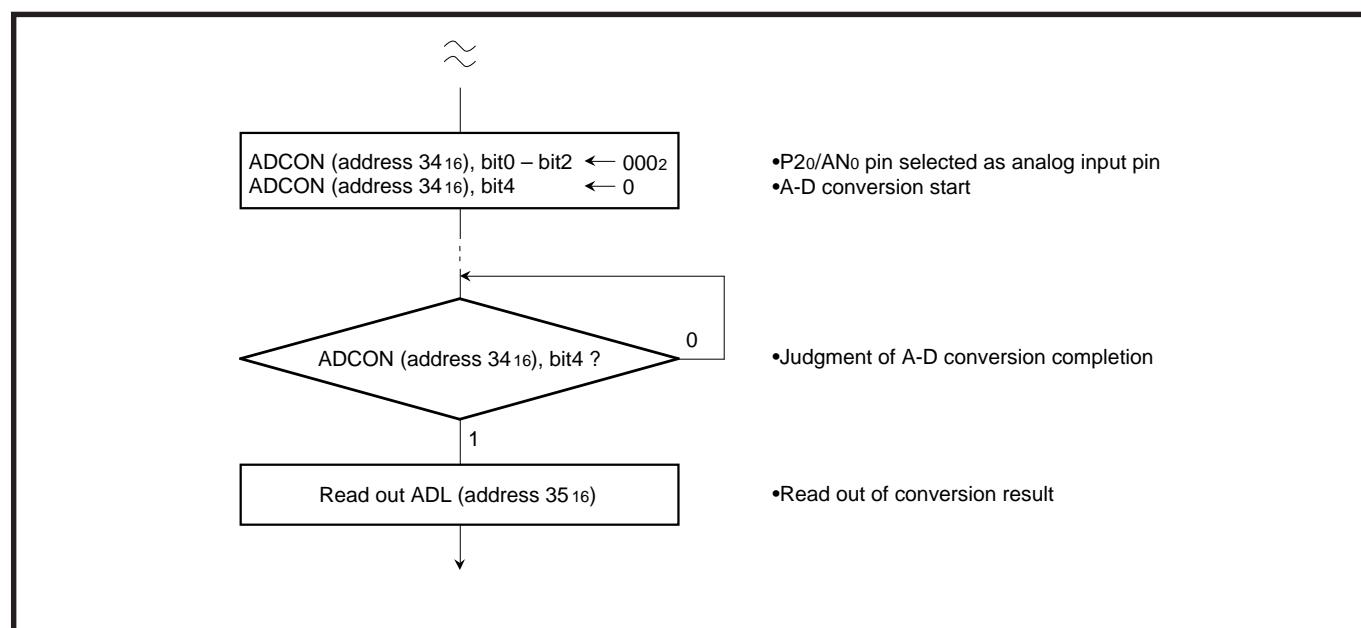 ADCON (address 34₁₆), bit0 – bit2 ← 000₂
ADCON (address 34₁₆), bit4 ← 0
•P2₀/AN₀ pin selected as analog input pin
•A-D conversion start
ADCON (address 34₁₆), bit4 ?
0
•Judgment of A-D conversion completion
1
Read out ADL (address 35₁₆)
•Read out of conversion result